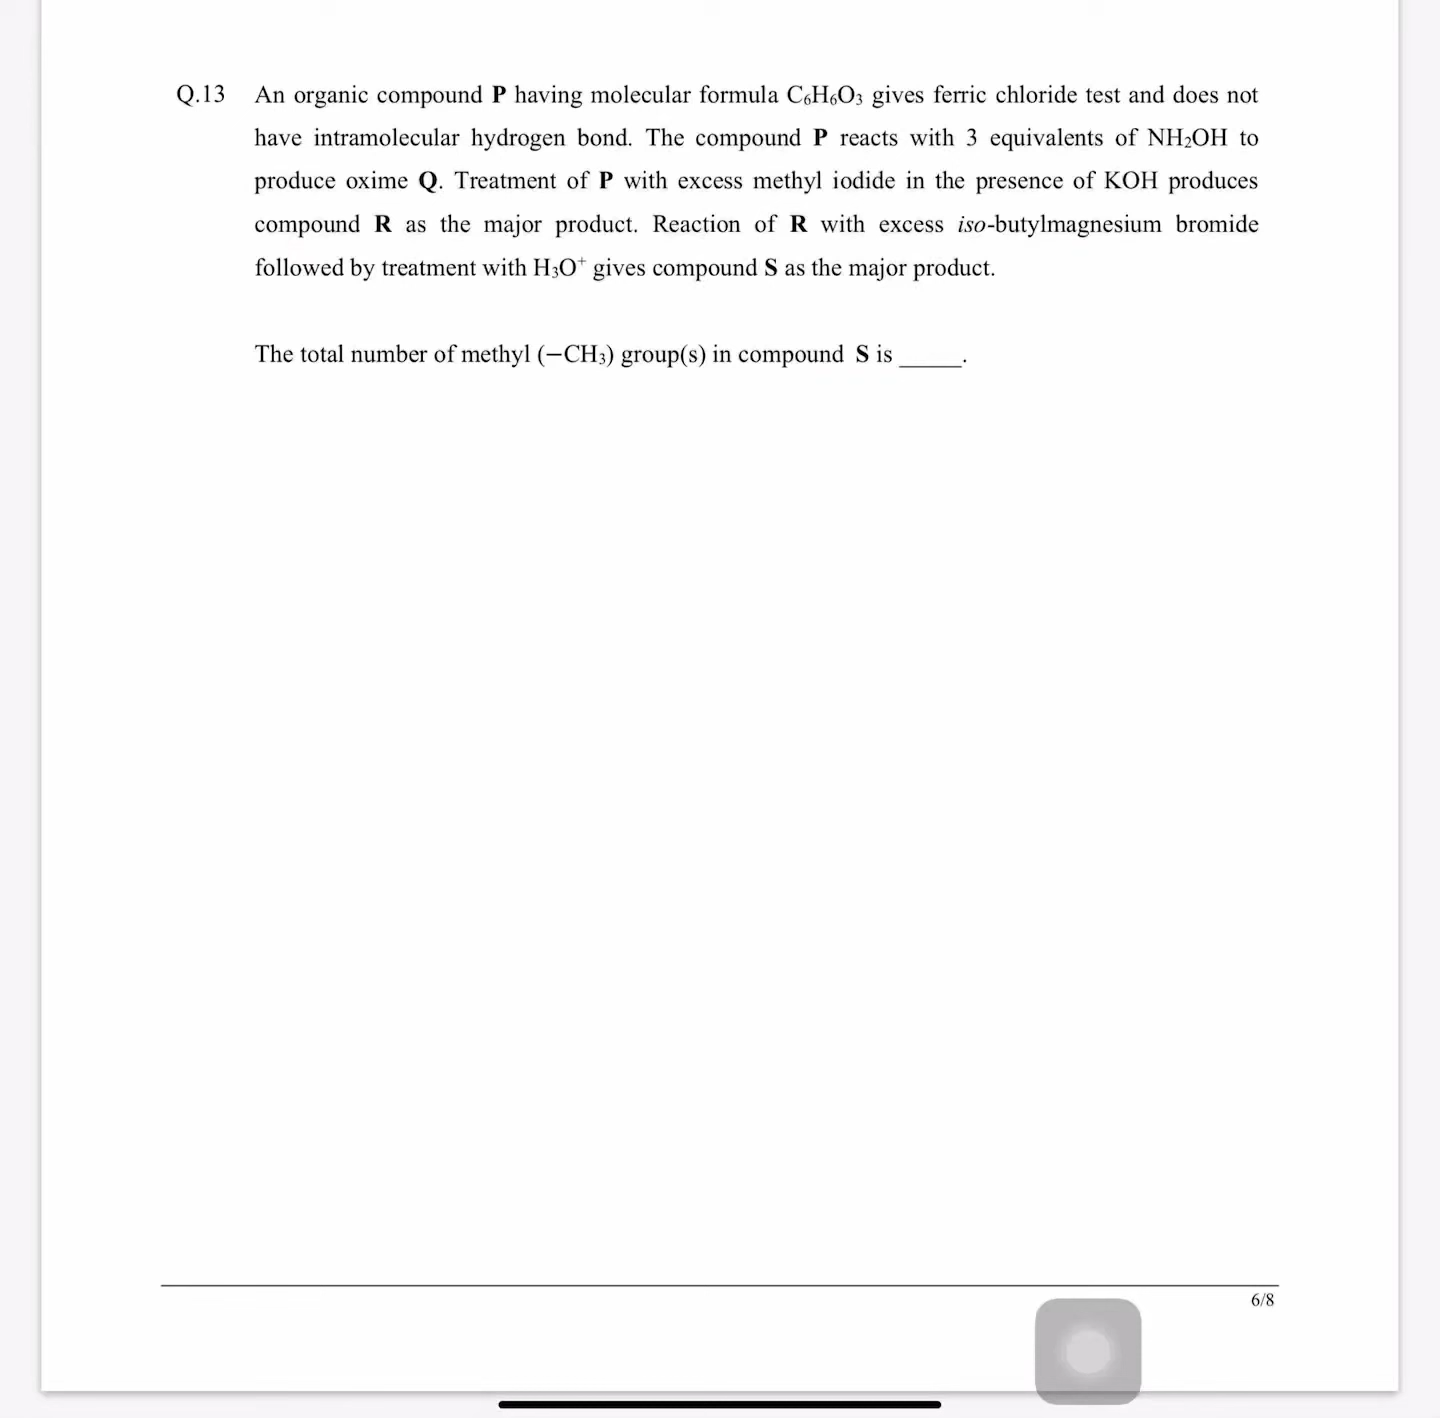 Q.13 An organic compound P having molecular formula C₆H₆O₃ gives ferric chloride test and does not
have intramolecular hydrogen bond. The compound P reacts with 3 equivalents of NH₂OH to
produce oxime Q. Treatment of P with excess methyl iodide in the presence of KOH produces
compound R as the major product. Reaction of R with excess iso-butylmagnesium bromide
followed by treatment with H₃O⁺ gives compound S as the major product.
The total number of methyl (−CH₃) group(s) in compound S is _____.
6/8